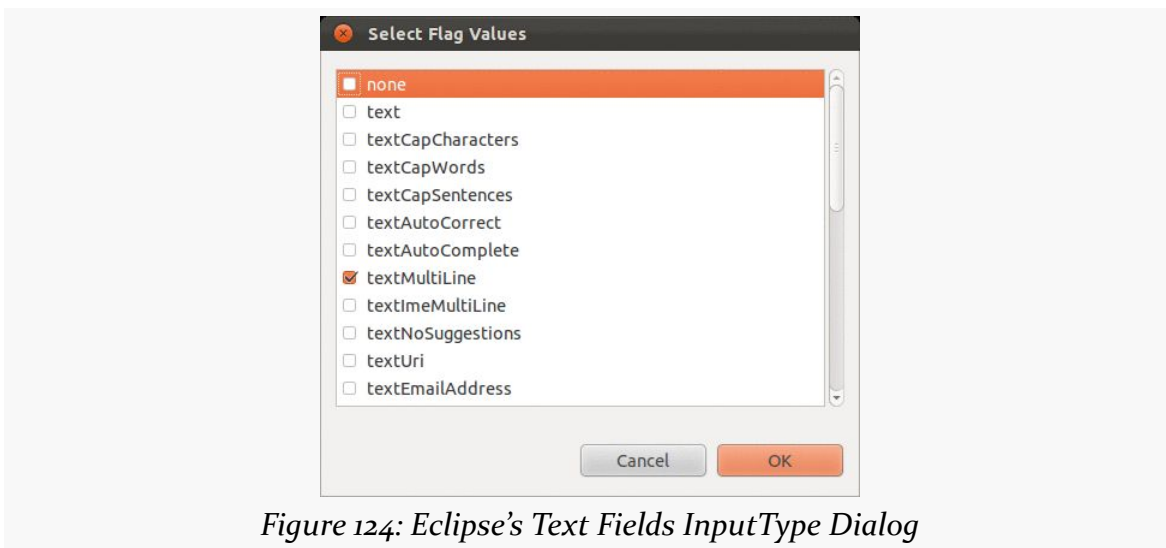 Select Flag Values
none
text
textCapCharacters
textCapWords
textCapSentences
textAutoCorrect
textAutoComplete
textMultiLine
textImeMultiLine
textNoSuggestions
textUri
textEmailAddress
Cancel OK
Figure 124: Eclipse’s Text Fields InputType Dialog